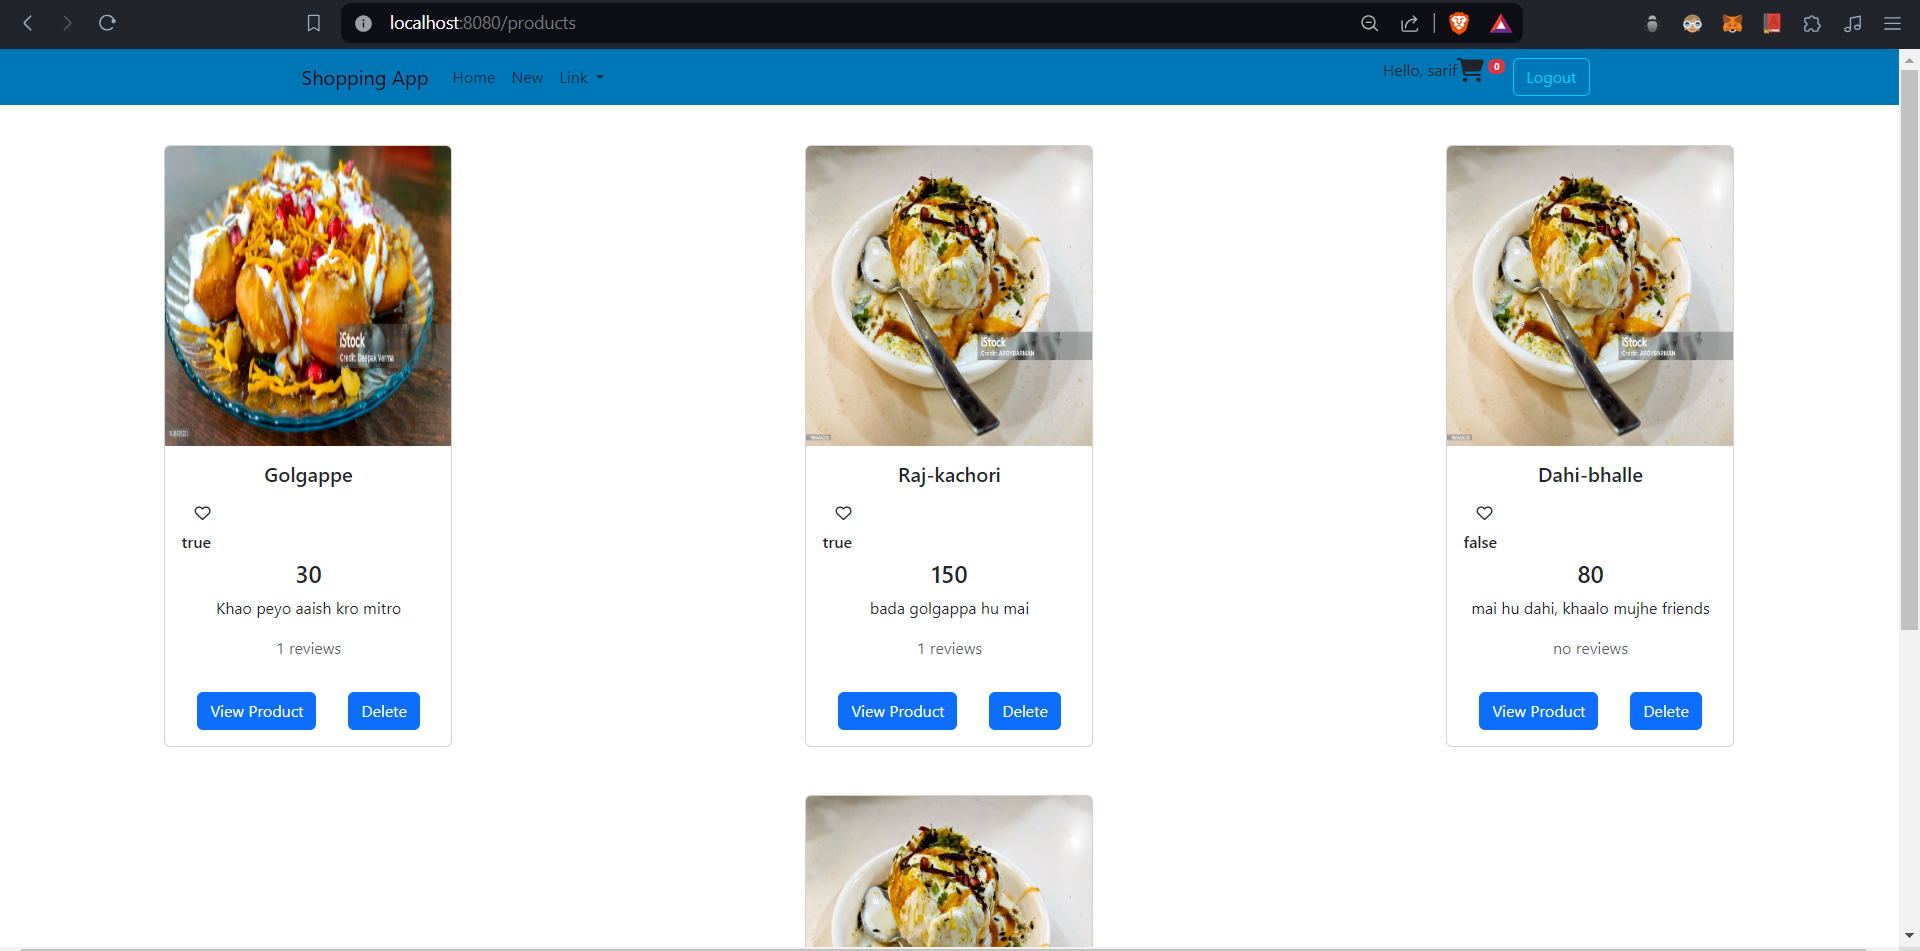 localhost:8080/products
Shopping App Home New Link Hello, sarif 0 Logout
iStock
Credit: Deepak Verma
iStock
Credit: AROYBARMAN
iStock
Credit: AROYBARMAN
Golgappe
true
30
Khao peyo aaish kro mitro
1 reviews
View Product Delete
Raj-kachori
true
150
bada golgappa hu mai
1 reviews
View Product Delete
Dahi-bhalle
false
80
mai hu dahi, khaalo mujhe friends
no reviews
View Product Delete